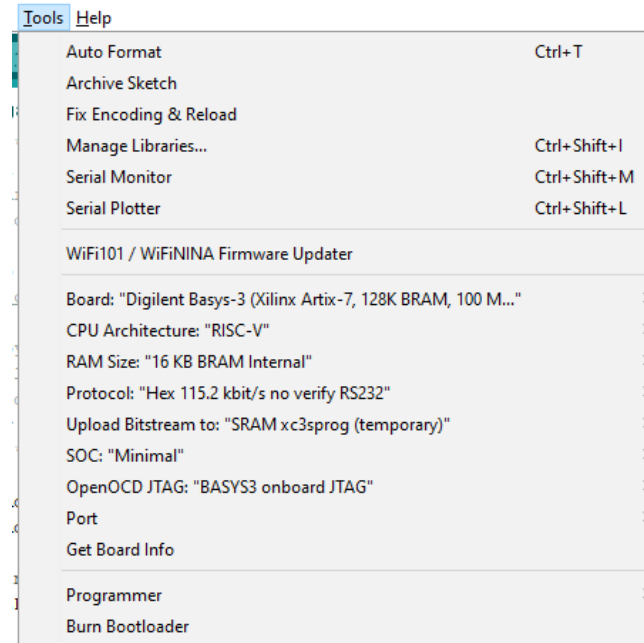 Tools Help
Auto Format Ctrl+T
Archive Sketch
Fix Encoding & Reload
Manage Libraries... Ctrl+Shift+I
Serial Monitor Ctrl+Shift+M
Serial Plotter Ctrl+Shift+L
WiFi101 / WiFiNINA Firmware Updater
Board: "Digilent Basys-3 (Xilinx Artix-7, 128K BRAM, 100 M..."
CPU Architecture: "RISC-V"
RAM Size: "16 KB BRAM Internal"
Protocol: "Hex 115.2 kbit/s no verify RS232"
Upload Bitstream to: "SRAM xc3sprog (temporary)"
SOC: "Minimal"
OpenOCD JTAG: "BASYS3 onboard JTAG"
Port
Get Board Info
Programmer
Burn Bootloader